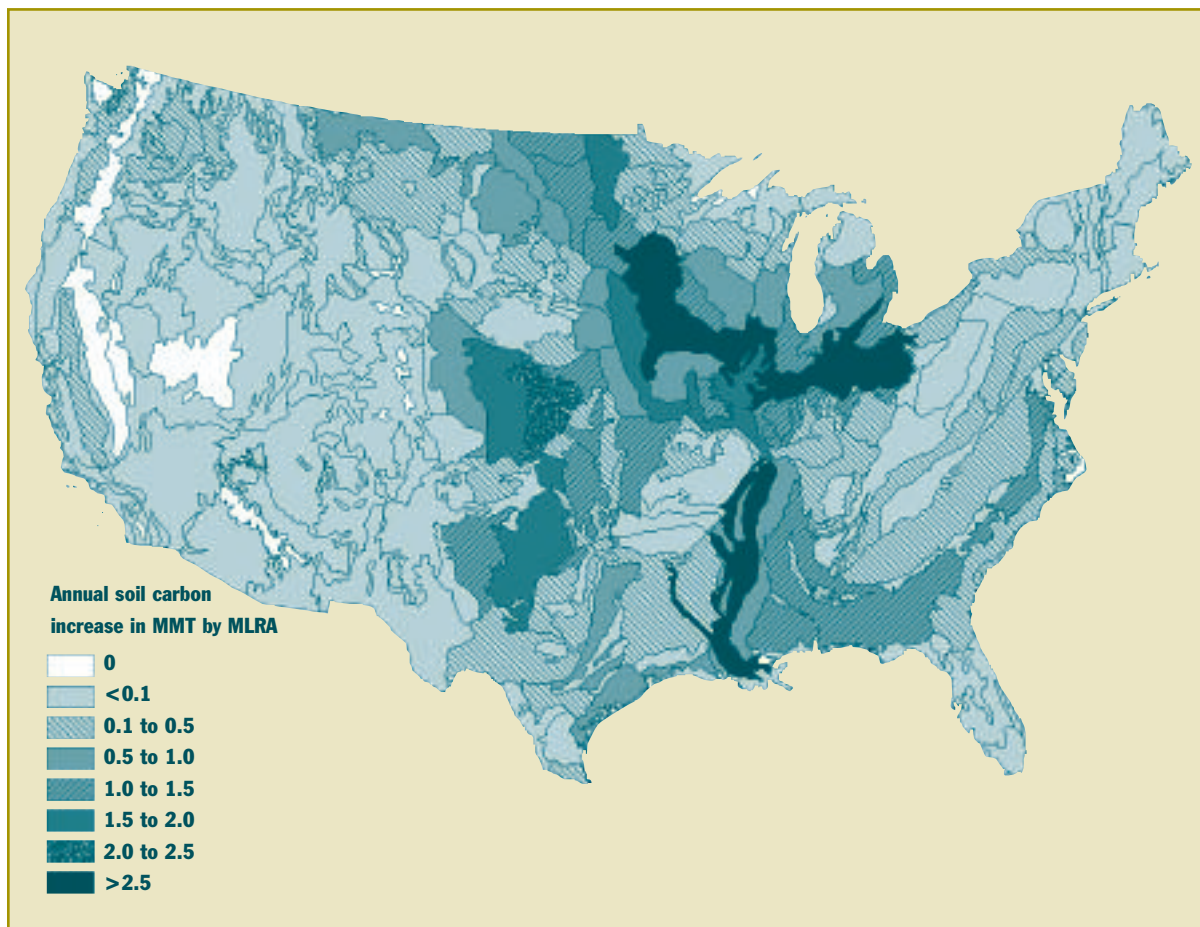 Annual soil carbon
increase in MMT by MLRA
0
<0.1
0.1 to 0.5
0.5 to 1.0
1.0 to 1.5
1.5 to 2.0
2.0 to 2.5
>2.5